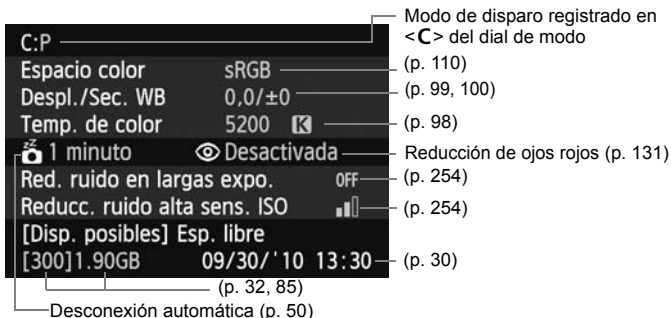 C:P
Modo de disparo registrado en
<C> del dial de modo
Espacio color sRGB (p. 110)
Despl./Sec. WB 0,0/±0 (p. 99, 100)
Temp. de color 5200 K (p. 98)
1 minuto Desactivada Reducción de ojos rojos (p. 131)
Red. ruido en largas expo. OFF (p. 254)
Reducc. ruido alta sens. ISO (p. 254)
[Disp. posibles] Esp. libre
[300]1.90GB 09/30/'10 13:30 (p. 30)
(p. 32, 85)
Desconexión automática (p. 50)